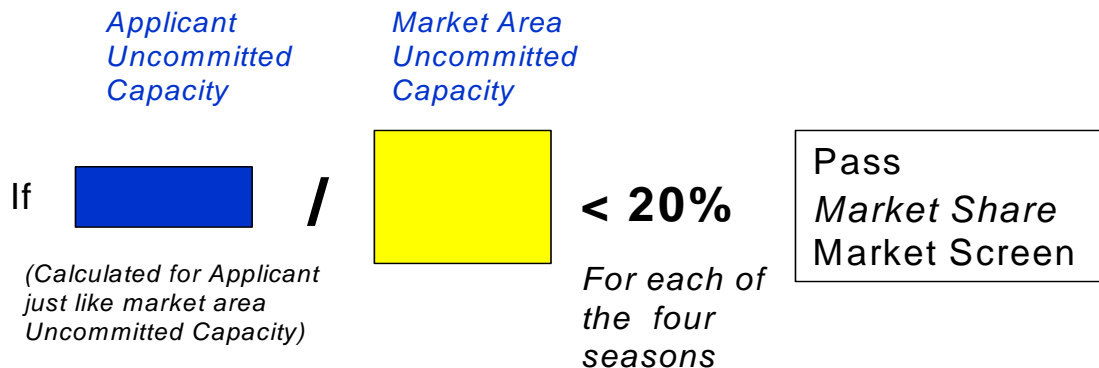 Applicant
Uncommitted
Capacity
Market Area
Uncommitted
Capacity
If
/
< 20%
Pass
Market Share
Market Screen
(Calculated for Applicant
just like market area
Uncommitted Capacity)
For each of
the four
seasons